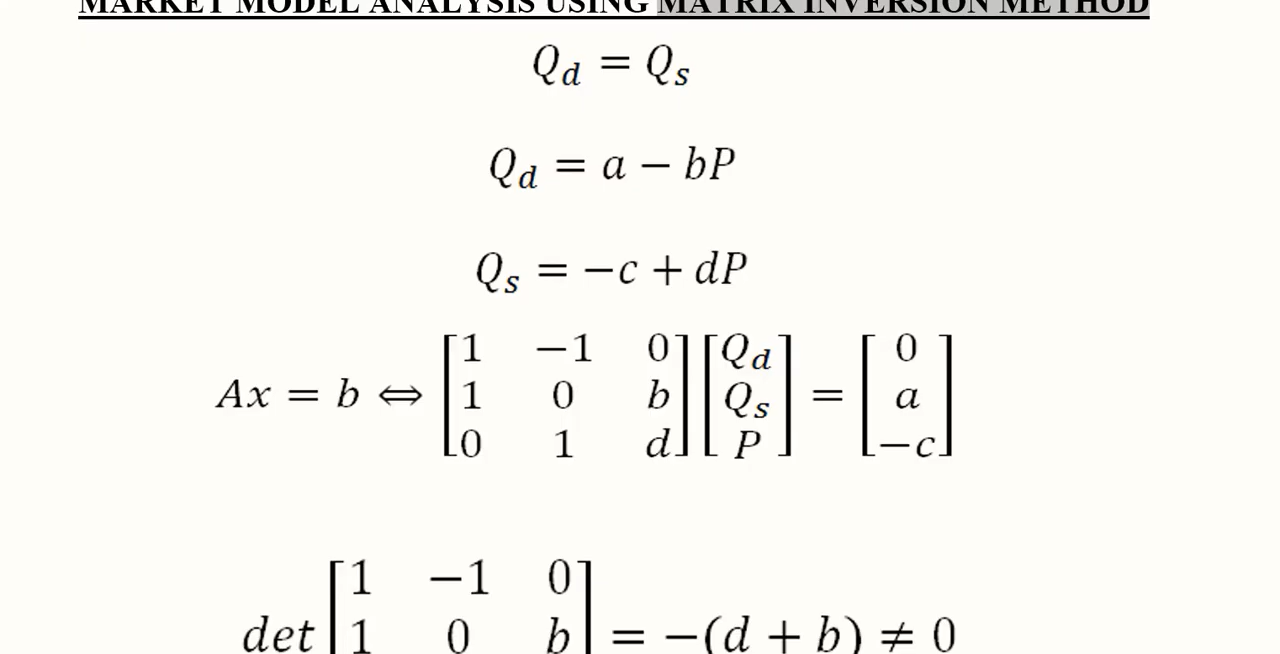 MARKET MODEL ANALYSIS USING MATRIX INVERSION METHOD
Q_d = Q_s
Q_d = a − bP
Q_s = −c + dP
Ax = b ⇔ [1 −1 0; 1 0 b; 0 1 d] [Q_d; Q_s; P] = [0; a; −c]
det [1 −1 0; 1 0 b] = −(d + b) ≠ 0